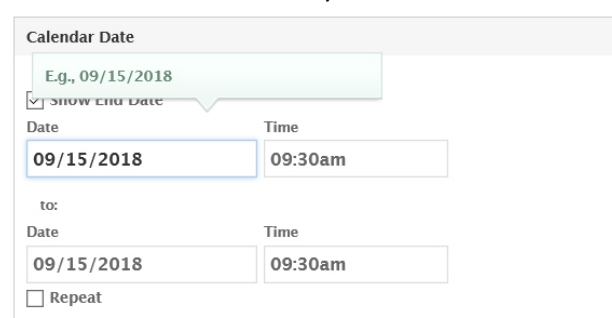 Calendar Date
E.g., 09/15/2018
Show End Date
Date Time
09/15/2018 09:30am
to:
Date Time
09/15/2018 09:30am
Repeat